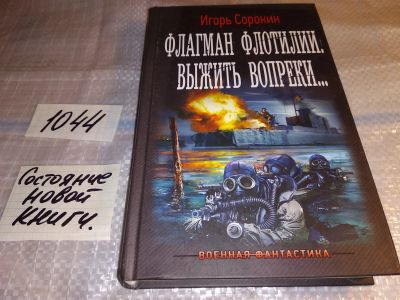 Игорь Сорокин
ФЛАГМАН ФЛОТИЛИИ.
ВЫЖИТЬ ВОПРЕКИ...
1044
Состояние
новой
книги.
ВОЕННАЯ ФАНТАСТИКА